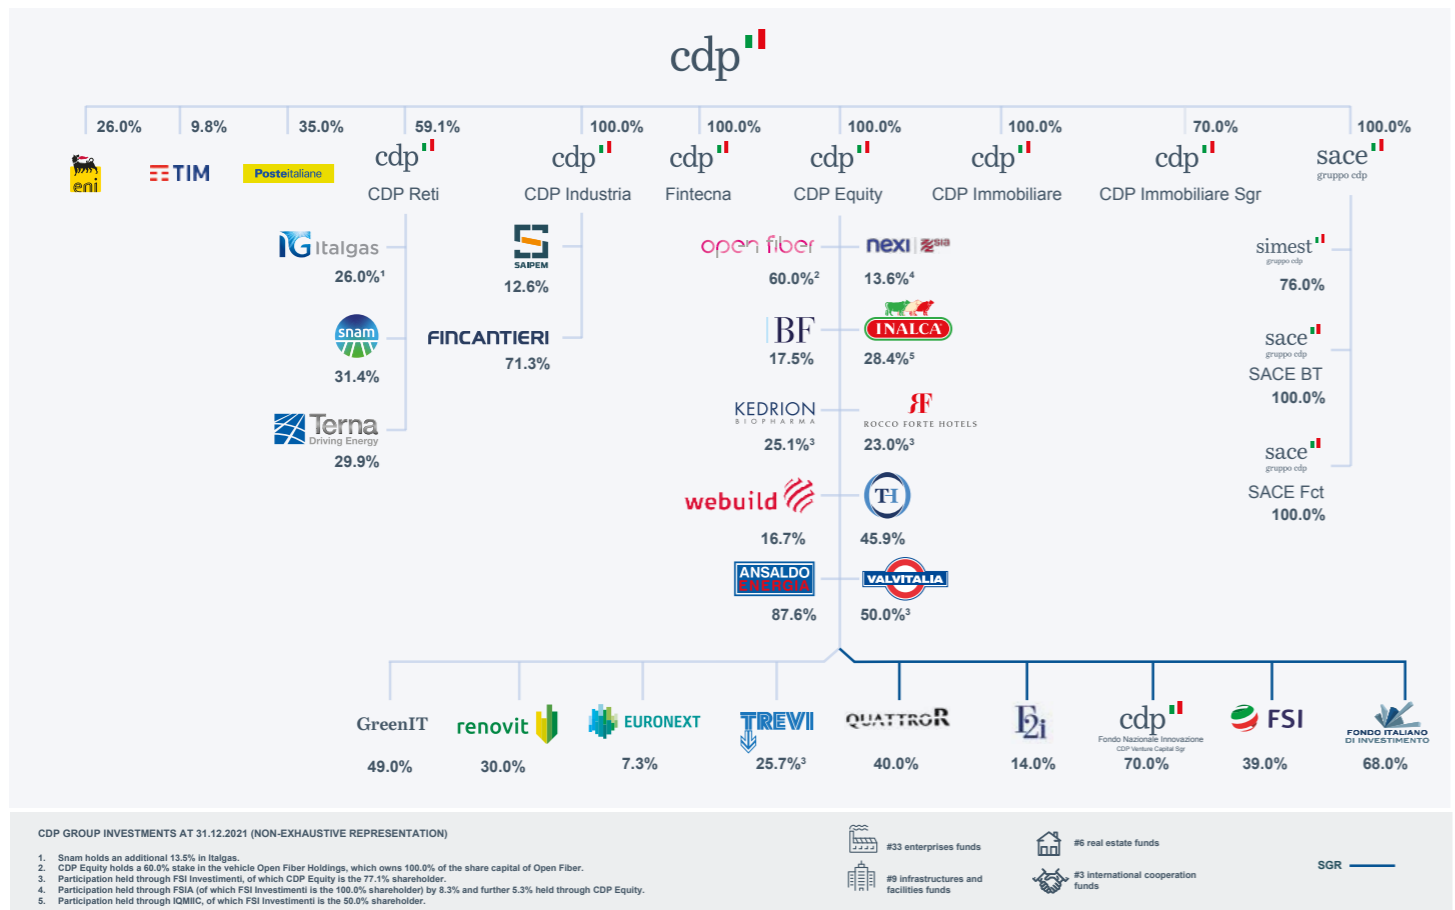 cdp
26.0%
9.8%
35.0%
59.1%
100.0%
100.0%
100.0%
100.0%
70.0%
100.0%
eni
TIM
Posteitaliane
cdp
CDP Reti
cdp
CDP Industria
cdp
Fintecna
cdp
CDP Equity
cdp
CDP Immobiliare
cdp
CDP Immobiliare Sgr
sace
gruppo cdp
IG Italgas
26.0%¹
snam
31.4%
Terna
Driving Energy
29.9%
SAIPEM
12.6%
FINCANTIERI
71.3%
open fiber
60.0%²
nexi sia
13.6%⁴
BF
17.5%
INALCA
28.4%⁵
KEDRION
BIOPHARMA
25.1%³
RF
ROCCO FORTE HOTELS
23.0%³
webuild
16.7%
TH
45.9%
ANSALDO
ENERGIA
87.6%
VALVITALIA
50.0%³
simest
gruppo cdp
76.0%
sace
gruppo cdp
SACE BT
100.0%
sace
gruppo cdp
SACE Fct
100.0%
GreenIT
49.0%
renovit
30.0%
EURONEXT
7.3%
TREVI
25.7%³
QUATTROR
40.0%
F2i
14.0%
cdp
Fondo Nazionale Innovazione
CDP Venture Capital Sgr
70.0%
FSI
39.0%
FONDO ITALIANO
DI INVESTIMENTO
68.0%
CDP GROUP INVESTMENTS AT 31.12.2021 (NON-EXHAUSTIVE REPRESENTATION)
1. Snam holds an additional 13.5% in Italgas.
2. CDP Equity holds a 60.0% stake in the vehicle Open Fiber Holdings, which owns 100.0% of the share capital of Open Fiber.
3. Participation held through FSI Investimenti, of which CDP Equity is the 77.1% shareholder.
4. Participation held through FSIA (of which FSI Investimenti is the 100.0% shareholder) by 8.3% and further 5.3% held through CDP Equity.
5. Participation held through IQMIIC, of which FSI Investimenti is the 50.0% shareholder.
#33 enterprises funds
#9 infrastructures and
facilities funds
#6 real estate funds
#3 international cooperation
funds
SGR